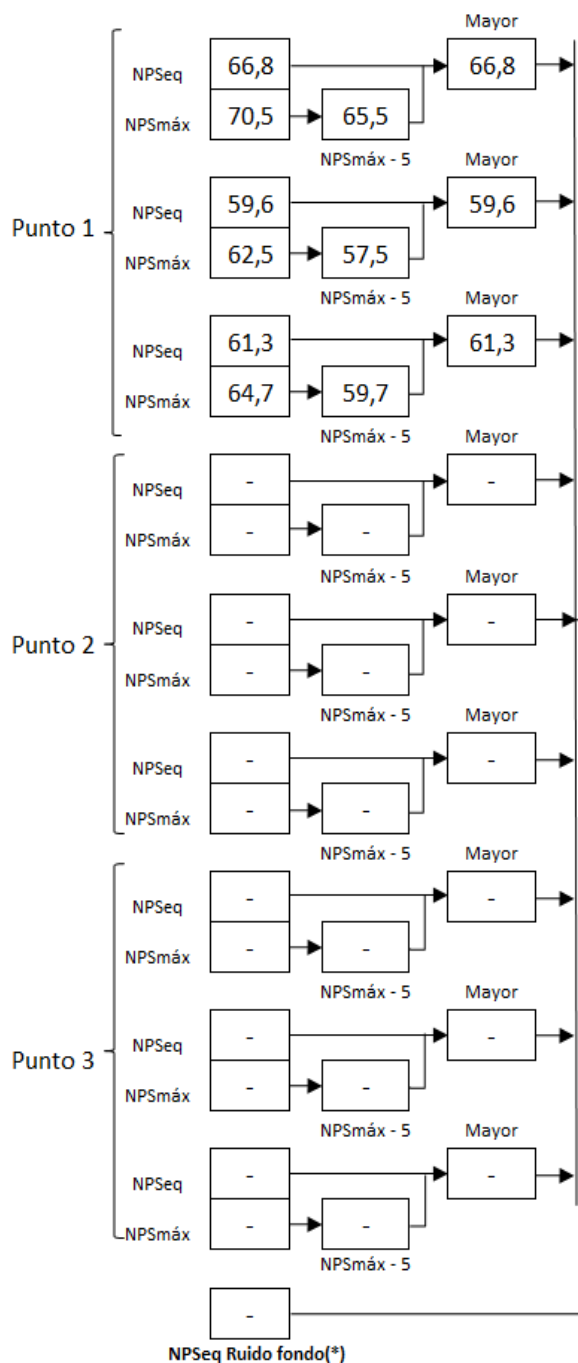 Mayor
NPSeq 66,8 66,8
NPSmáx 70,5 65,5
NPSmáx - 5
Mayor
Punto 1
NPSeq 59,6 59,6
NPSmáx 62,5 57,5
NPSmáx - 5
Mayor
NPSeq 61,3 61,3
NPSmáx 64,7 59,7
NPSmáx - 5
Mayor
NPSeq - -
NPSmáx - -
NPSmáx - 5
Mayor
Punto 2
NPSeq - -
NPSmáx - -
NPSmáx - 5
Mayor
NPSeq - -
NPSmáx - -
NPSmáx - 5
Mayor
NPSeq - -
NPSmáx - -
NPSmáx - 5
Mayor
Punto 3
NPSeq - -
NPSmáx - -
NPSmáx - 5
Mayor
NPSeq - -
NPSmáx - -
NPSmáx - 5
-
NPSeq Ruido fondo(*)